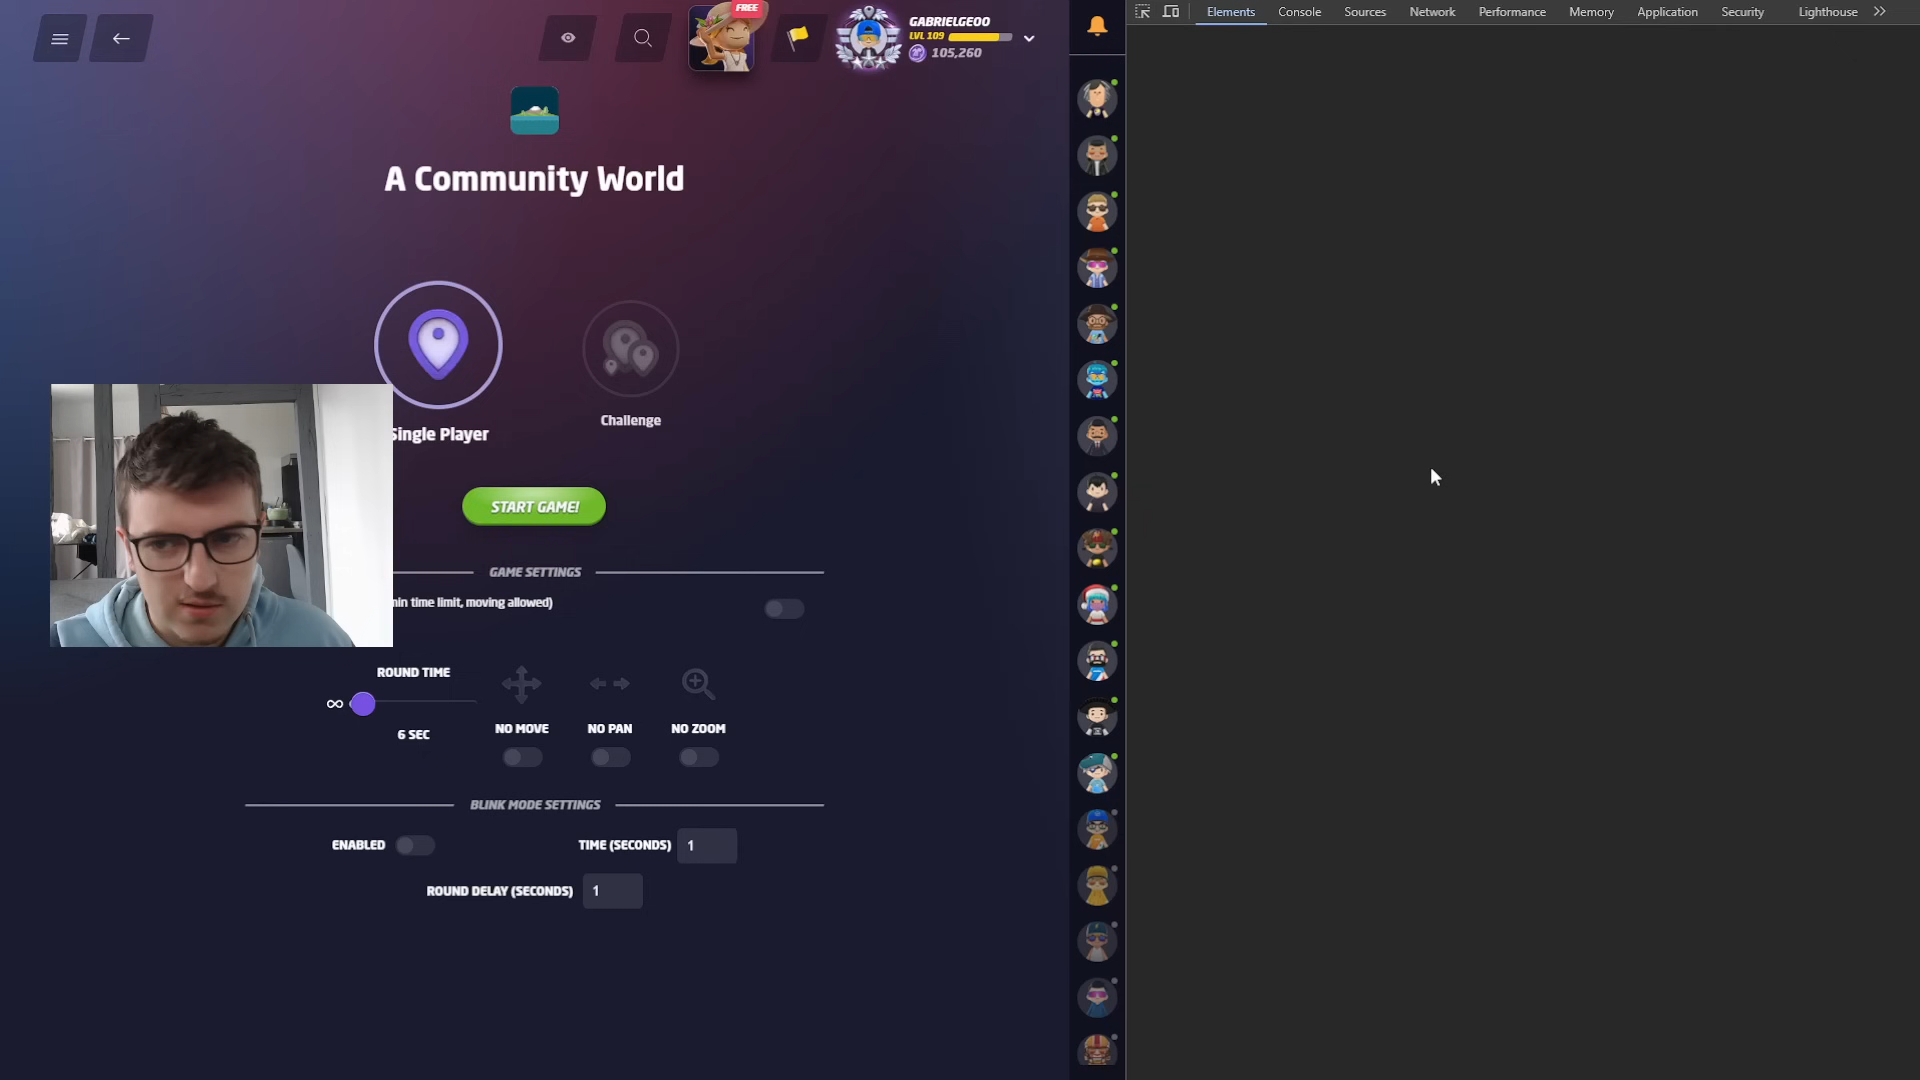 FREE
GABRIELGEOO
LVL 109
105,260
Elements Console Sources Network Performance Memory Application Security Lighthouse
A Community World
Single Player
Challenge
START GAME!
GAME SETTINGS
min time limit, moving allowed)
ROUND TIME
∞
6 SEC
NO MOVE
NO PAN
NO ZOOM
BLINK MODE SETTINGS
ENABLED
TIME (SECONDS) 1
ROUND DELAY (SECONDS) 1